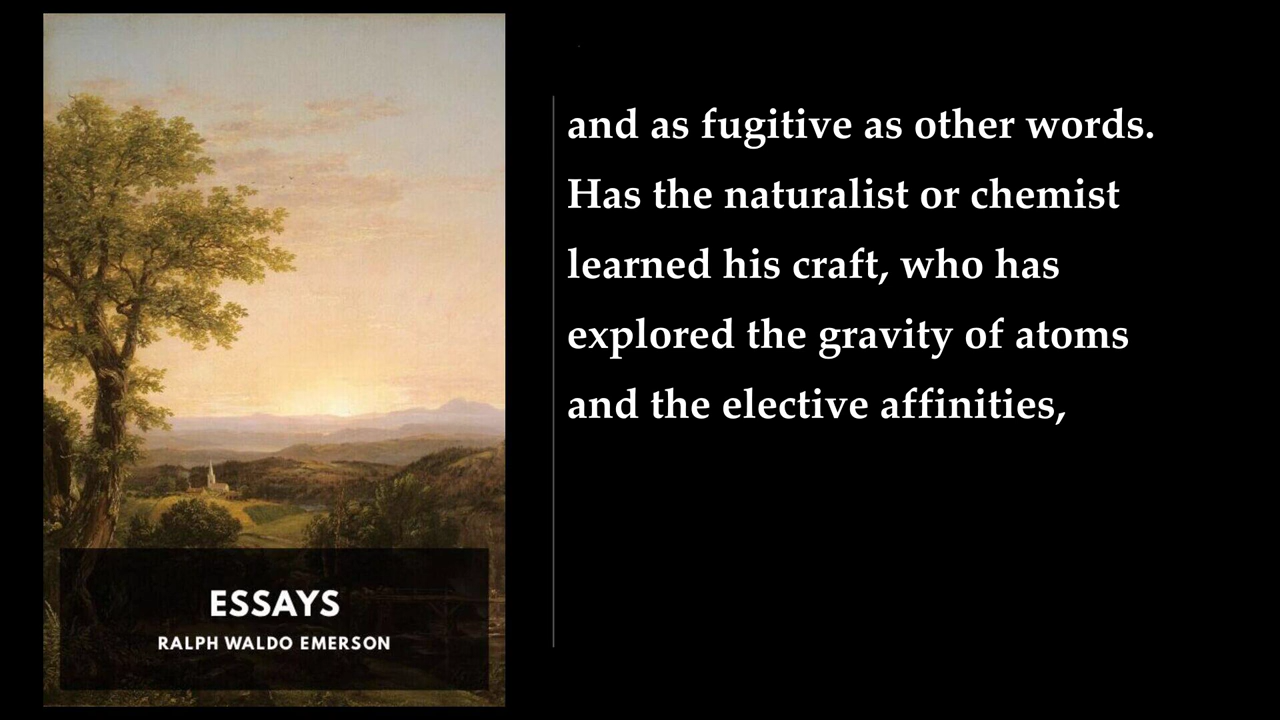 ESSAYS
RALPH WALDO EMERSON
and as fugitive as other words.
Has the naturalist or chemist
learned his craft, who has
explored the gravity of atoms
and the elective affinities,